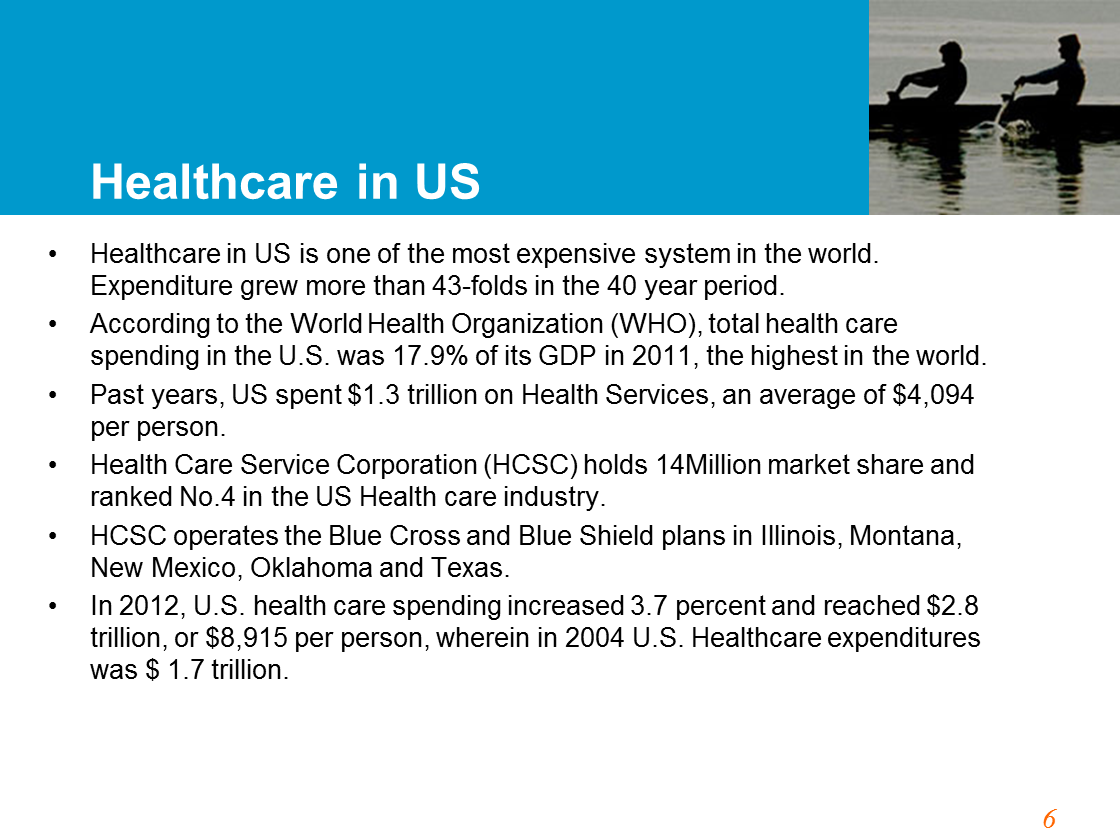 Healthcare in US
• Healthcare in US is one of the most expensive system in the world.
Expenditure grew more than 43-folds in the 40 year period.
• According to the World Health Organization (WHO), total health care
spending in the U.S. was 17.9% of its GDP in 2011, the highest in the world.
• Past years, US spent $1.3 trillion on Health Services, an average of $4,094
per person.
• Health Care Service Corporation (HCSC) holds 14Million market share and
ranked No.4 in the US Health care industry.
• HCSC operates the Blue Cross and Blue Shield plans in Illinois, Montana,
New Mexico, Oklahoma and Texas.
• In 2012, U.S. health care spending increased 3.7 percent and reached $2.8
trillion, or $8,915 per person, wherein in 2004 U.S. Healthcare expenditures
was $ 1.7 trillion.
6